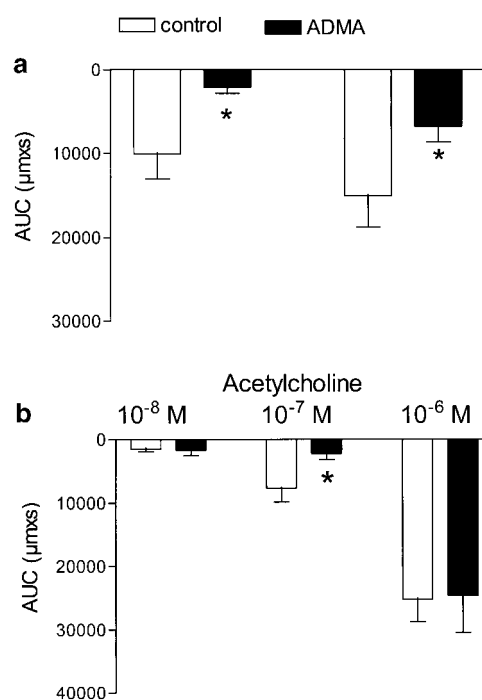 control ADMA
a
0
10000
20000
30000
AUC (µmxs)
*
*
Acetylcholine
b
10⁻⁸ M 10⁻⁷ M 10⁻⁶ M
0
10000
20000
30000
40000
AUC (µmxs)
*